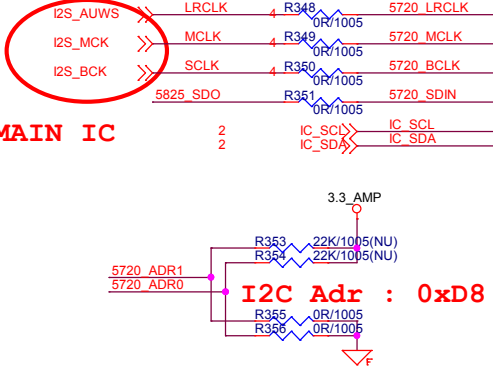 I2S_AUWS LRCLK 4 R348 0R/1005 5720_LRCLK
I2S_MCK MCLK 4 R349 0R/1005 5720_MCLK
I2S_BCK SCLK 4 R350 0R/1005 5720_BCLK
5825_SDO R351 0R/1005 5720_SDIN
MAIN IC 2 IC_SCL IC_SCL
2 IC_SDA IC_SDA
3.3_AMP
R353 22K/1005(NU)
R354 22K/1005(NU)
5720_ADR1
5720_ADR0
I2C Adr : 0xD8
R355 0R/1005
R356 0R/1005